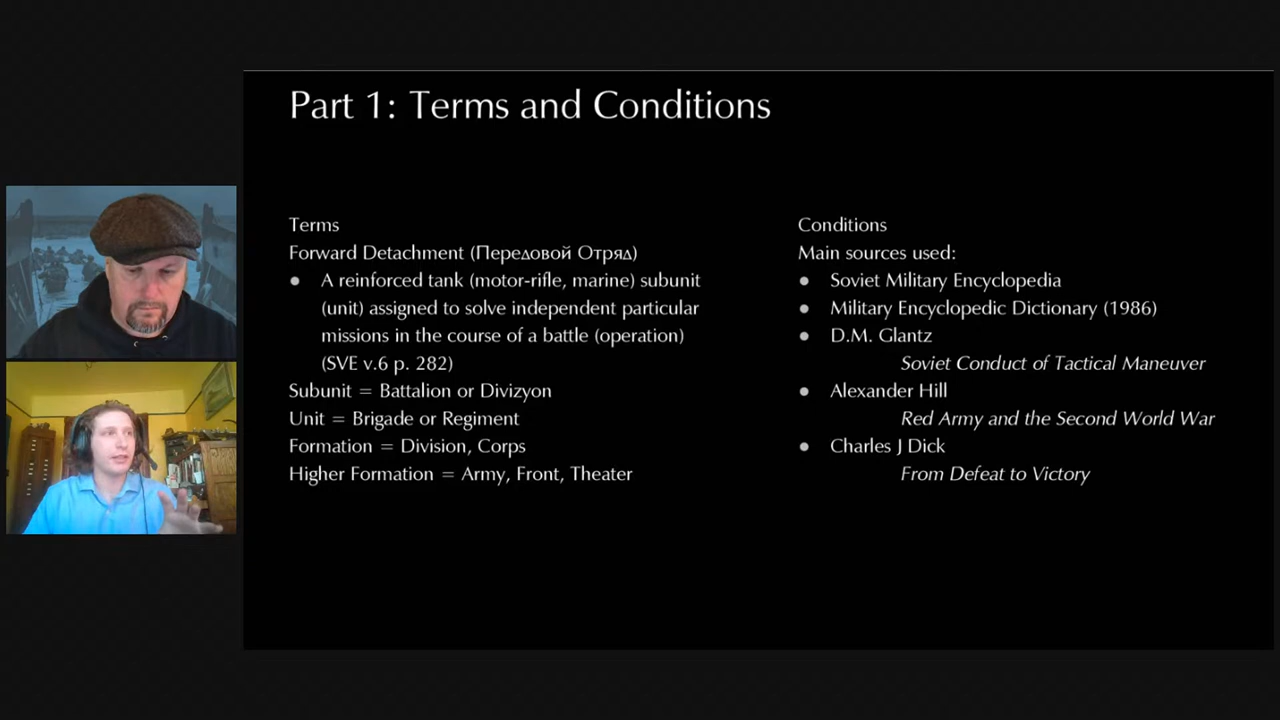 Part 1: Terms and Conditions
Terms
Forward Detachment (Передовой Отряд)
● A reinforced tank (motor-rifle, marine) subunit
(unit) assigned to solve independent particular
missions in the course of a battle (operation)
(SVE v.6 p. 282)
Subunit = Battalion or Divizyon
Unit = Brigade or Regiment
Formation = Division, Corps
Higher Formation = Army, Front, Theater
Conditions
Main sources used:
● Soviet Military Encyclopedia
● Military Encyclopedic Dictionary (1986)
● D.M. Glantz
Soviet Conduct of Tactical Maneuver
● Alexander Hill
Red Army and the Second World War
● Charles J Dick
From Defeat to Victory